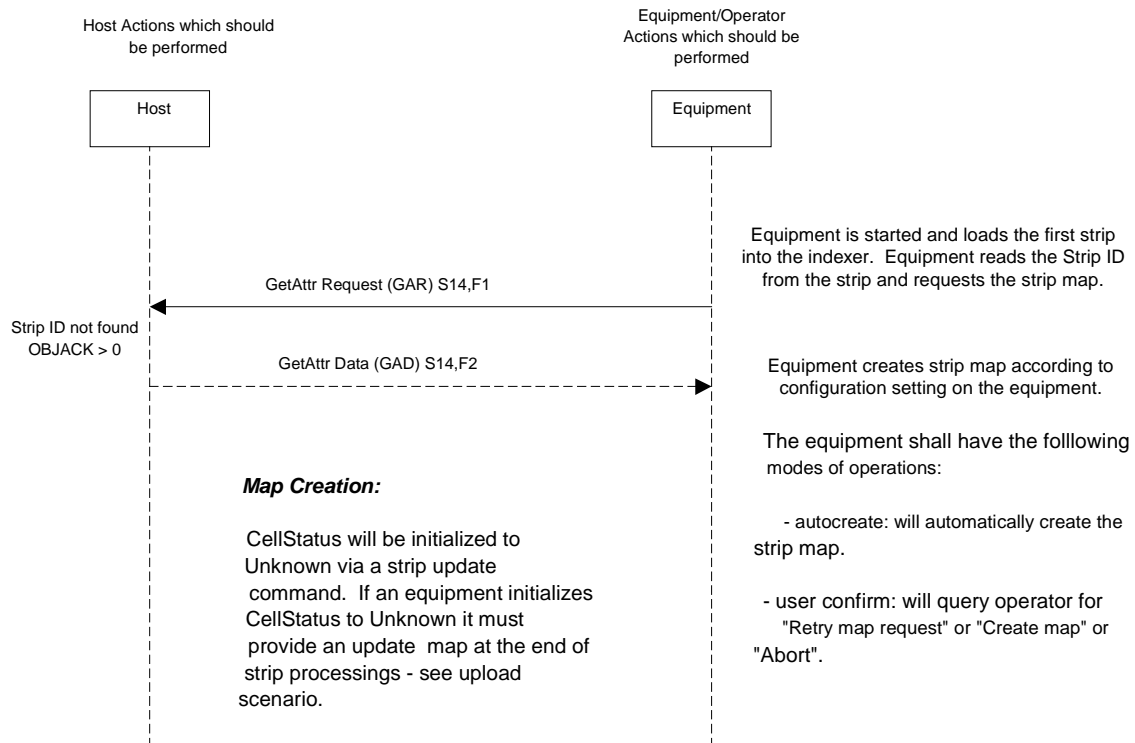 Host Actions which should
be performed
Equipment/Operator
Actions which should be
performed
Host
Equipment
Equipment is started and loads the first strip
into the indexer. Equipment reads the Strip ID
from the strip and requests the strip map.
GetAttr Request (GAR) S14,F1
Strip ID not found
OBJACK > 0
GetAttr Data (GAD) S14,F2
Equipment creates strip map according to
configuration setting on the equipment.
The equipment shall have the folllowing
modes of operations:
- autocreate: will automatically create the
strip map.
- user confirm: will query operator for
"Retry map request" or "Create map" or
"Abort".
Map Creation:
CellStatus will be initialized to
Unknown via a strip update
command. If an equipment initializes
CellStatus to Unknown it must
provide an update map at the end of
strip processings - see upload
scenario.